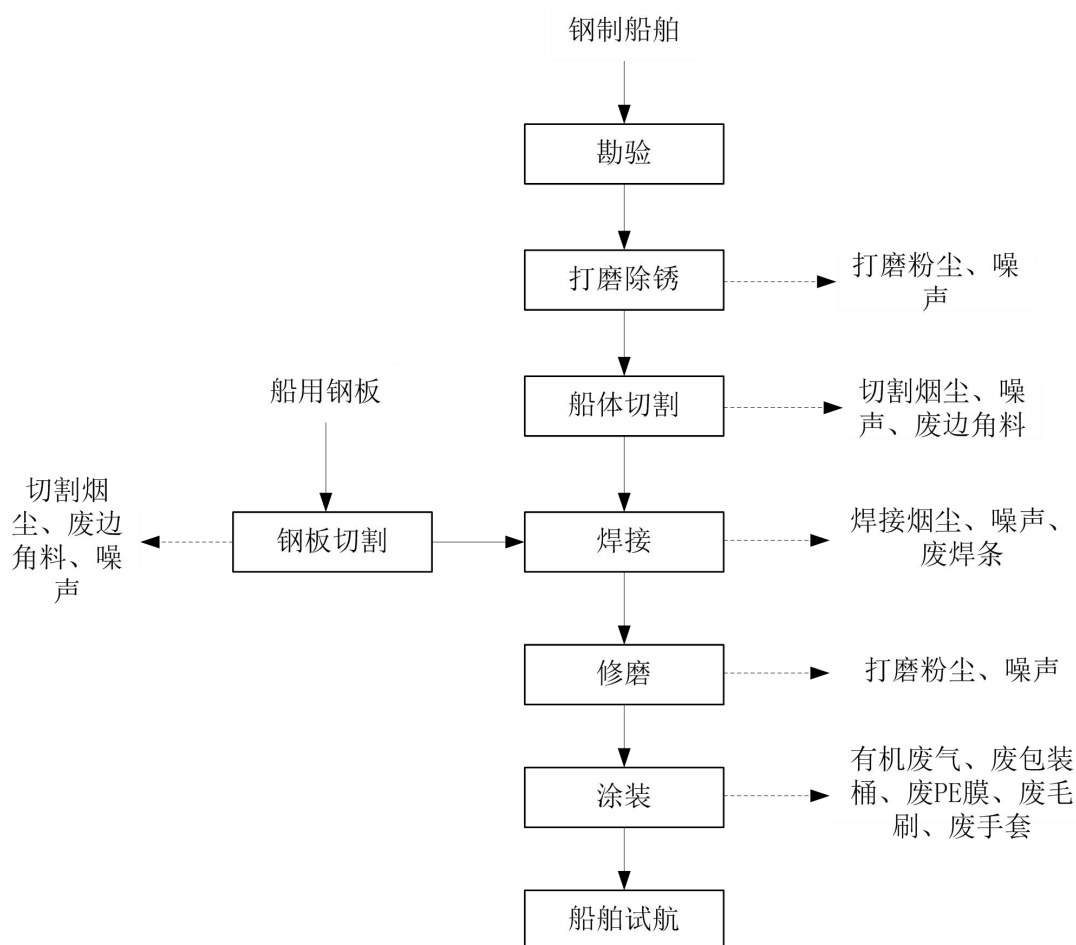 钢制船舶
勘验
打磨除锈
打磨粉尘、噪
声
船用钢板
船体切割
切割烟尘、噪
声、废边角料
切割烟
尘、废边
角料、噪
声
钢板切割
焊接
焊接烟尘、噪声、
废焊条
修磨
打磨粉尘、噪声
涂装
有机废气、废包装
桶、废PE膜、废毛
刷、废手套
船舶试航